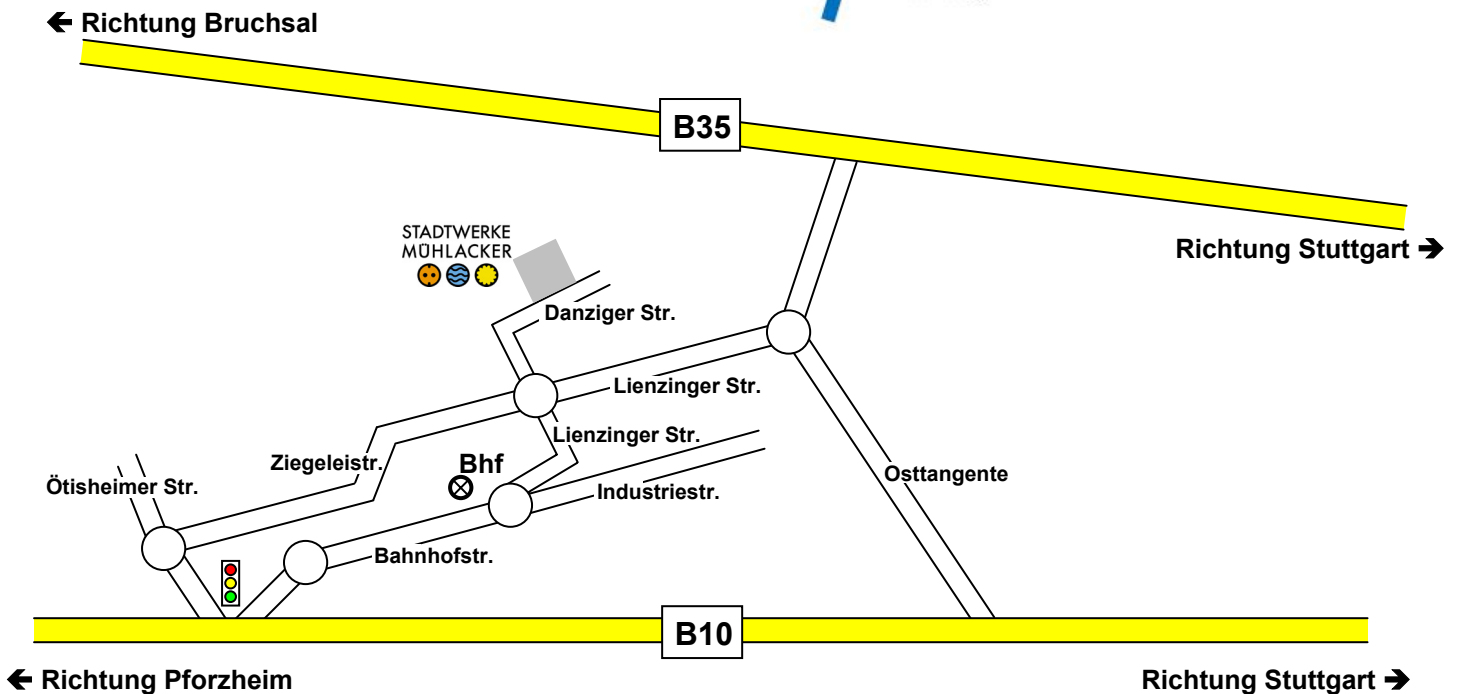 ← Richtung Bruchsal
B35
Richtung Stuttgart →
STADTWERKE
MÜHLACKER
Danziger Str.
Lienzinger Str.
Lienzinger Str.
Ziegeleistr.
Bhf
Ötisheimer Str.
Industriestr.
Osttangente
Bahnhofstr.
B10
← Richtung Pforzheim
Richtung Stuttgart →